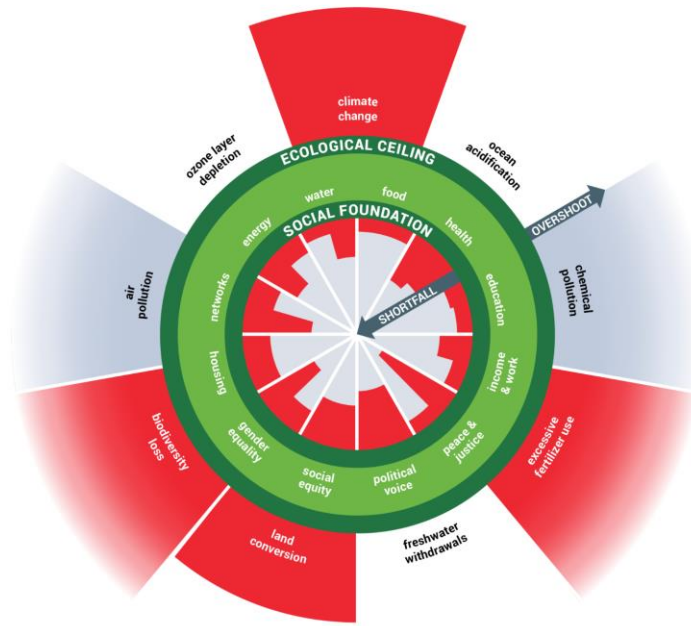 climate
change
ozone layer
depletion
ocean
acidification
ECOLOGICAL CEILING
water
food
energy
SOCIAL FOUNDATION
health
OVERSHOOT
air
pollution
networks
SHORTFALL
education
chemical
pollution
housing
income
& work
biodiversity
loss
gender
equality
social
equity
political
voice
peace &
justice
excessive
fertilizer use
land
conversion
freshwater
withdrawals